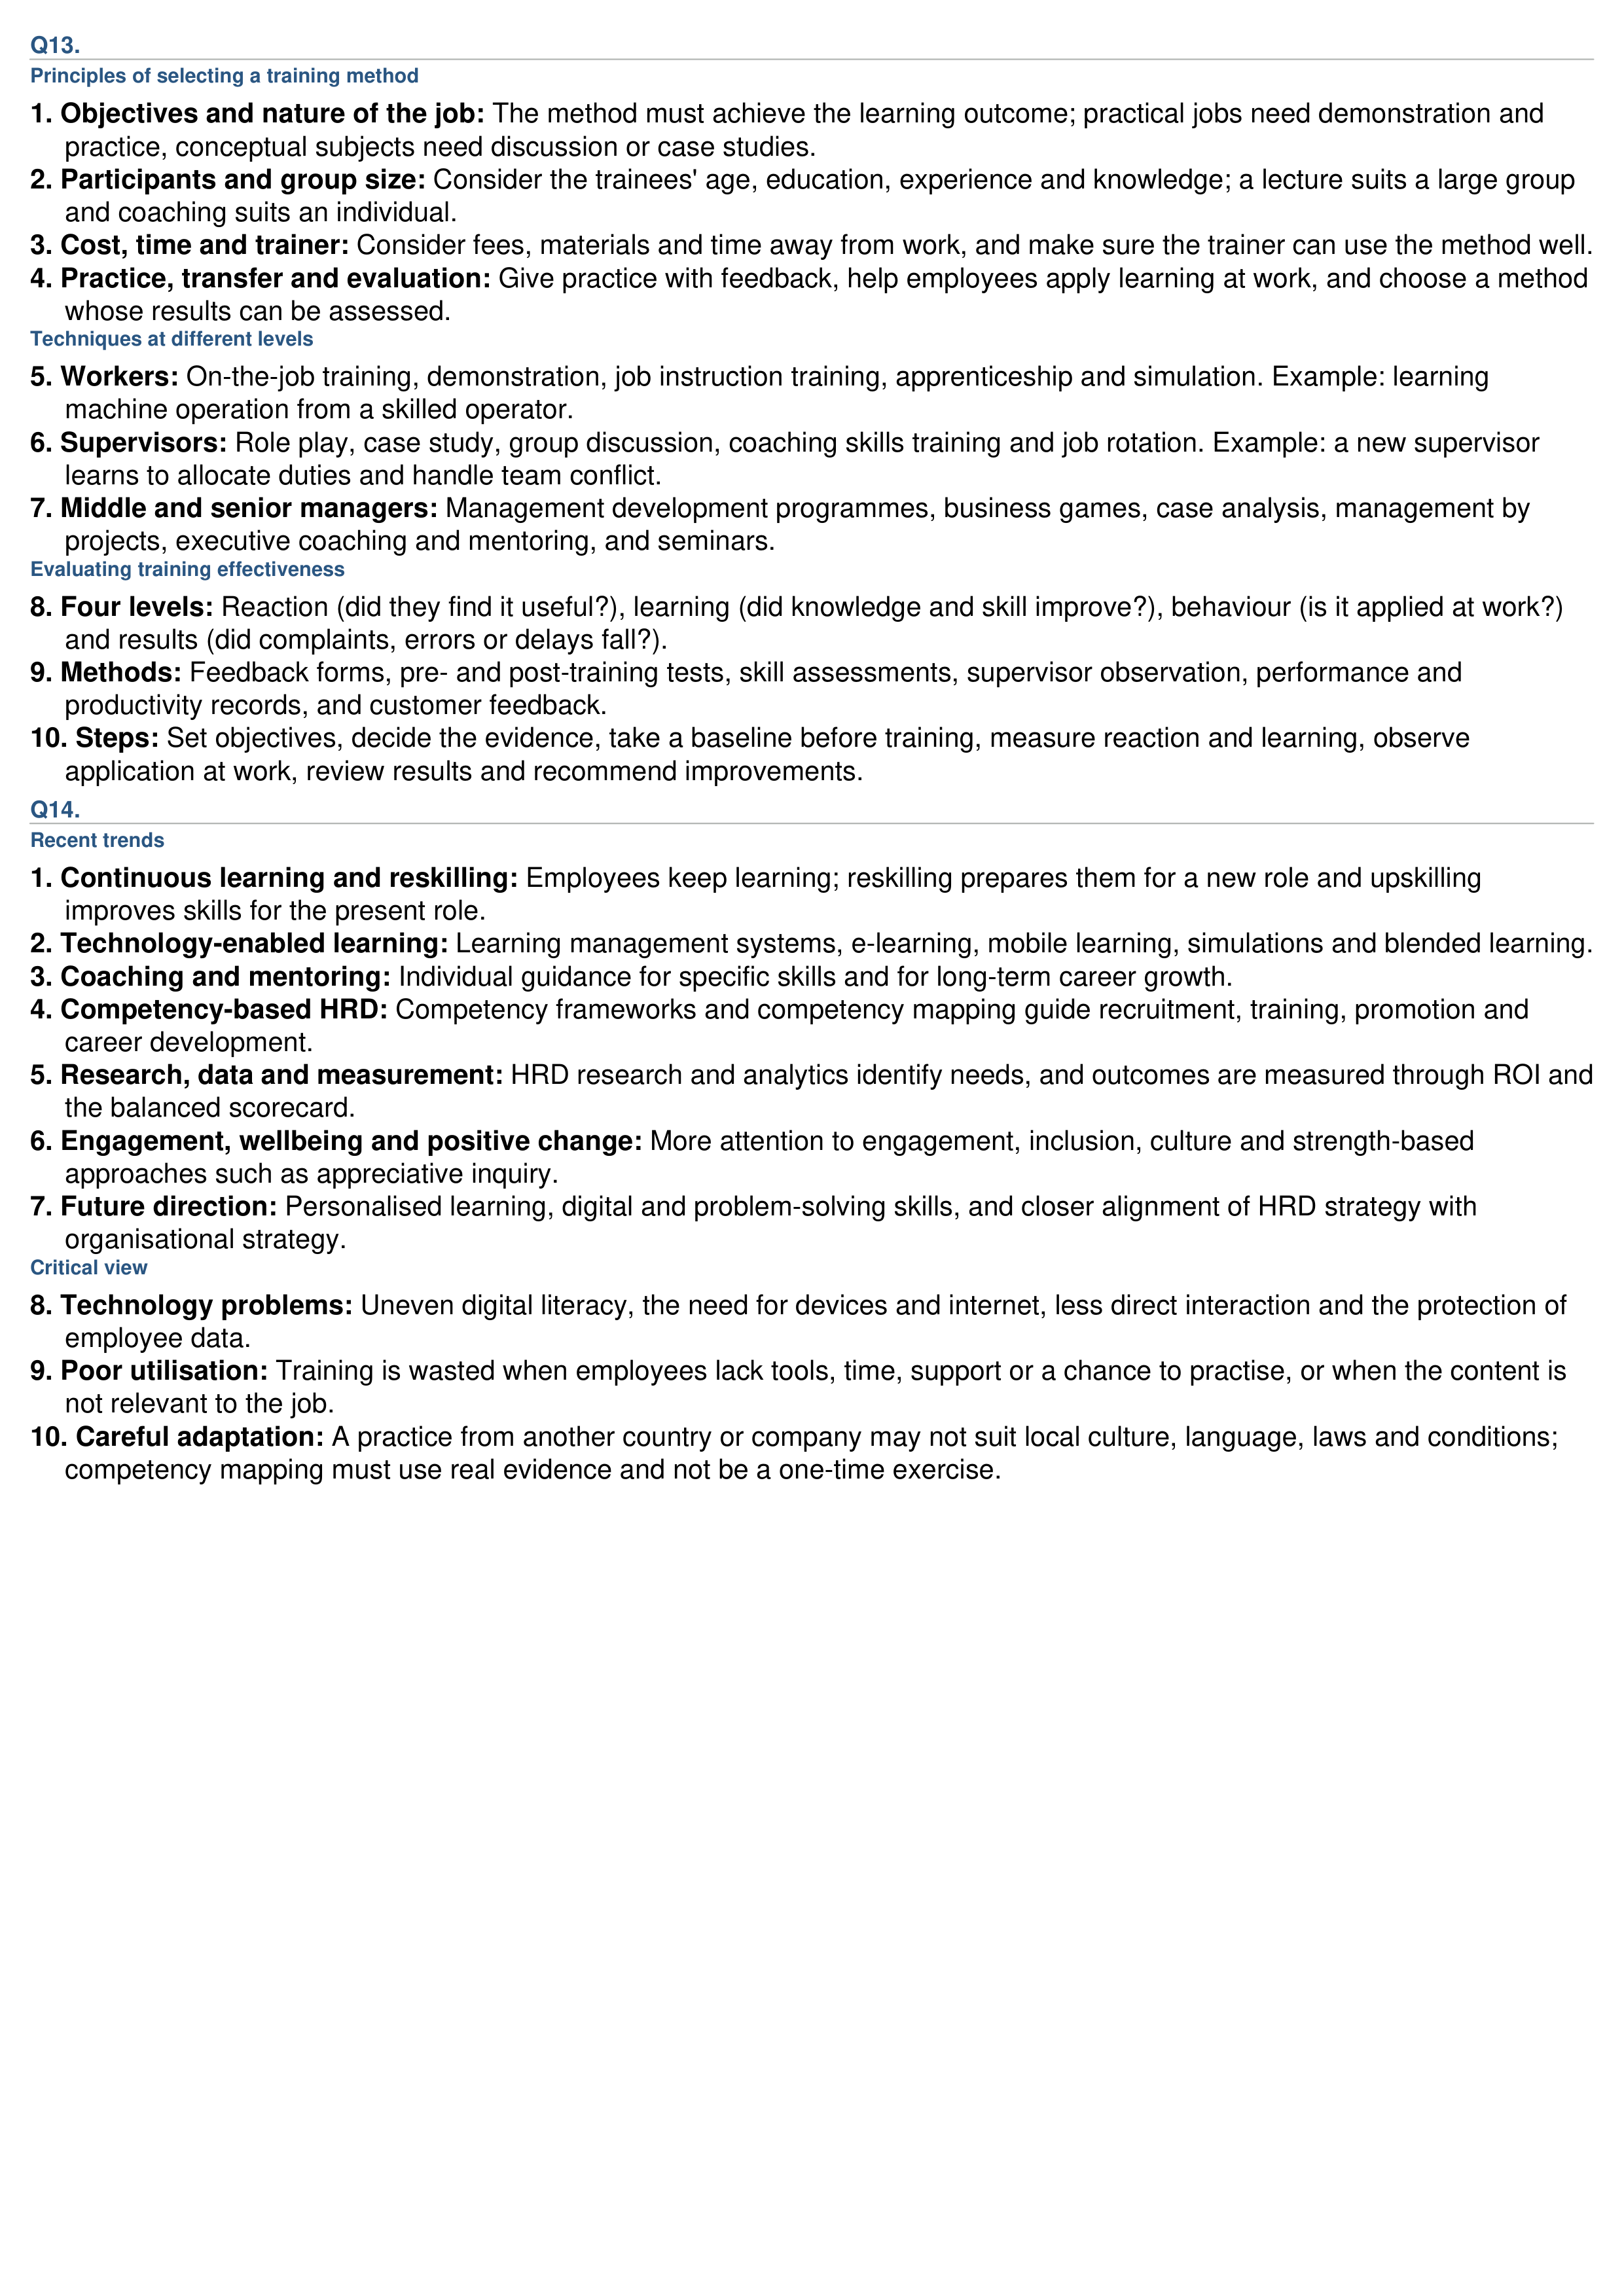 Q13.
Principles of selecting a training method
1. Objectives and nature of the job: The method must achieve the learning outcome; practical jobs need demonstration and
practice, conceptual subjects need discussion or case studies.
2. Participants and group size: Consider the trainees' age, education, experience and knowledge; a lecture suits a large group
and coaching suits an individual.
3. Cost, time and trainer: Consider fees, materials and time away from work, and make sure the trainer can use the method well.
4. Practice, transfer and evaluation: Give practice with feedback, help employees apply learning at work, and choose a method
whose results can be assessed.
Techniques at different levels
5. Workers: On-the-job training, demonstration, job instruction training, apprenticeship and simulation. Example: learning
machine operation from a skilled operator.
6. Supervisors: Role play, case study, group discussion, coaching skills training and job rotation. Example: a new supervisor
learns to allocate duties and handle team conflict.
7. Middle and senior managers: Management development programmes, business games, case analysis, management by
projects, executive coaching and mentoring, and seminars.
Evaluating training effectiveness
8. Four levels: Reaction (did they find it useful?), learning (did knowledge and skill improve?), behaviour (is it applied at work?)
and results (did complaints, errors or delays fall?).
9. Methods: Feedback forms, pre- and post-training tests, skill assessments, supervisor observation, performance and
productivity records, and customer feedback.
10. Steps: Set objectives, decide the evidence, take a baseline before training, measure reaction and learning, observe
application at work, review results and recommend improvements.
Q14.
Recent trends
1. Continuous learning and reskilling: Employees keep learning; reskilling prepares them for a new role and upskilling
improves skills for the present role.
2. Technology-enabled learning: Learning management systems, e-learning, mobile learning, simulations and blended learning.
3. Coaching and mentoring: Individual guidance for specific skills and for long-term career growth.
4. Competency-based HRD: Competency frameworks and competency mapping guide recruitment, training, promotion and
career development.
5. Research, data and measurement: HRD research and analytics identify needs, and outcomes are measured through ROI and
the balanced scorecard.
6. Engagement, wellbeing and positive change: More attention to engagement, inclusion, culture and strength-based
approaches such as appreciative inquiry.
7. Future direction: Personalised learning, digital and problem-solving skills, and closer alignment of HRD strategy with
organisational strategy.
Critical view
8. Technology problems: Uneven digital literacy, the need for devices and internet, less direct interaction and the protection of
employee data.
9. Poor utilisation: Training is wasted when employees lack tools, time, support or a chance to practise, or when the content is
not relevant to the job.
10. Careful adaptation: A practice from another country or company may not suit local culture, language, laws and conditions;
competency mapping must use real evidence and not be a one-time exercise.